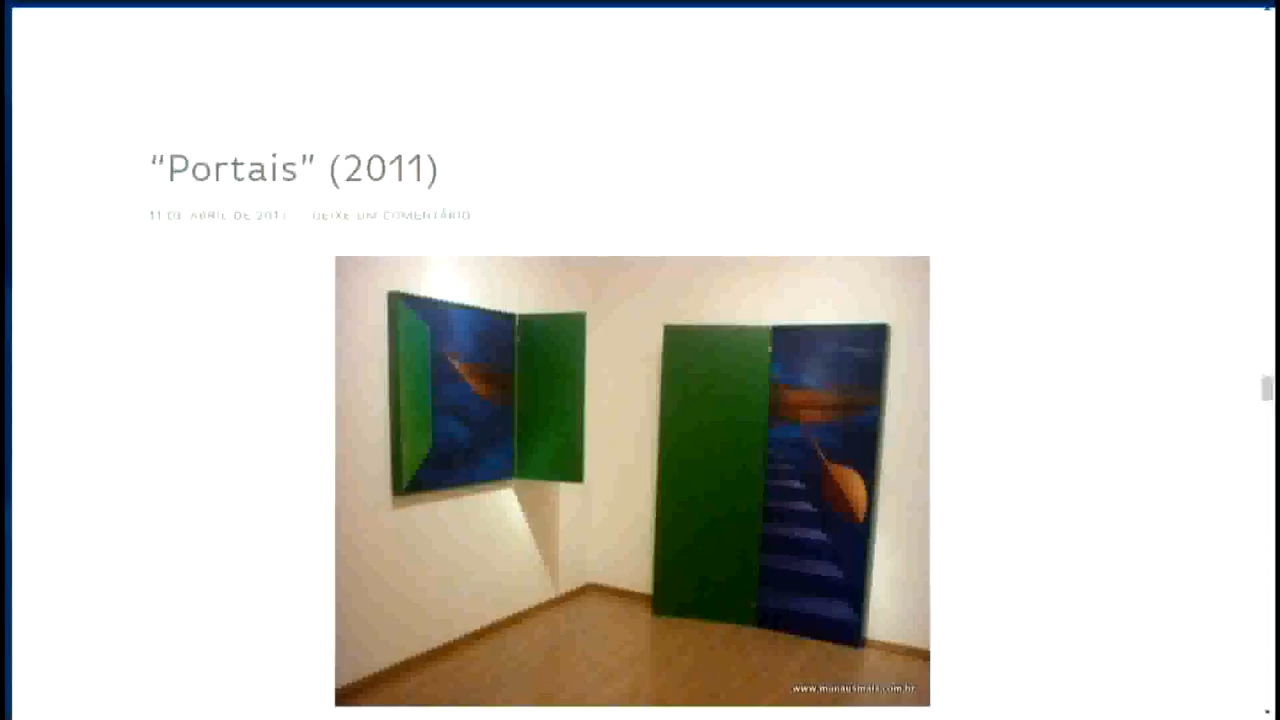 “Portais” (2011)
11 DE ABRIL DE 2011 DEIXE UM COMENTÁRIO
www.manausmais.com.br